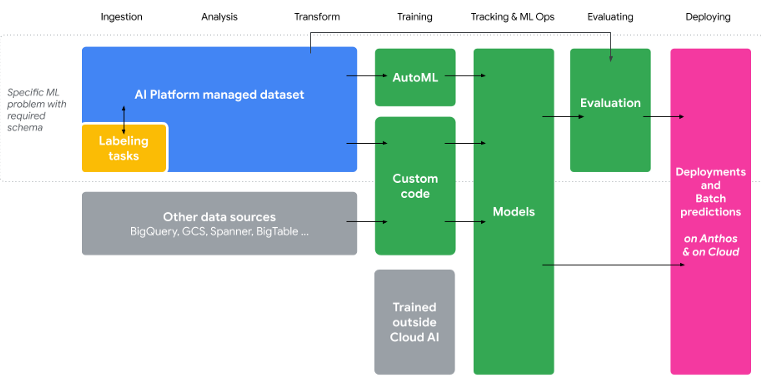 Ingestion
Analysis
Transform
Training
Tracking & ML Ops
Evaluating
Deploying
Specific ML
problem with
required
schema
AI Platform managed dataset
Labeling
tasks
AutoML
Evaluation
Custom
code
Models
Deployments
and
Batch
predictions
on Anthos
& on Cloud
Other data sources
BigQuery, GCS, Spanner, BigTable ...
Trained
outside
Cloud AI